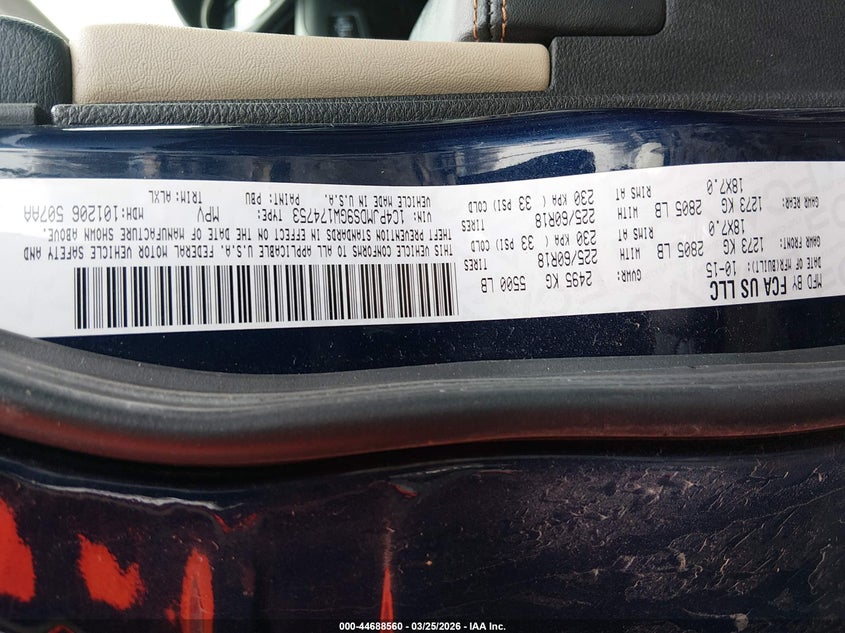 MFD BY FCA US LLC
DATE OF MFR(BUILT): 10-15 GVWR: 2495 KG 5500 LB
GAWR FRONT: 1273 KG 2805 LB WITH 225/60R18 TIRES
RIMS AT 18X7.0 230 KPA ( 33 PSI) COLD
GAWR REAR: 1273 KG 2805 LB WITH 225/60R18 TIRES
RIMS AT 18X7.0 230 KPA ( 33 PSI) COLD
THIS VEHICLE CONFORMS TO ALL APPLICABLE U.S.A. FEDERAL MOTOR VEHICLE SAFETY AND
THEFT PREVENTION STANDARDS IN EFFECT ON THE DATE OF MANUFACTURE SHOWN ABOVE.
VIN: 1C4PJMDS9GW174753 TYPE: MPV MDH:101206 507AA
VEHICLE MADE IN U.S.A. PAINT: PBU TRIM: ALXL
000-44688560 | 03/25/2026 - IAA Inc.